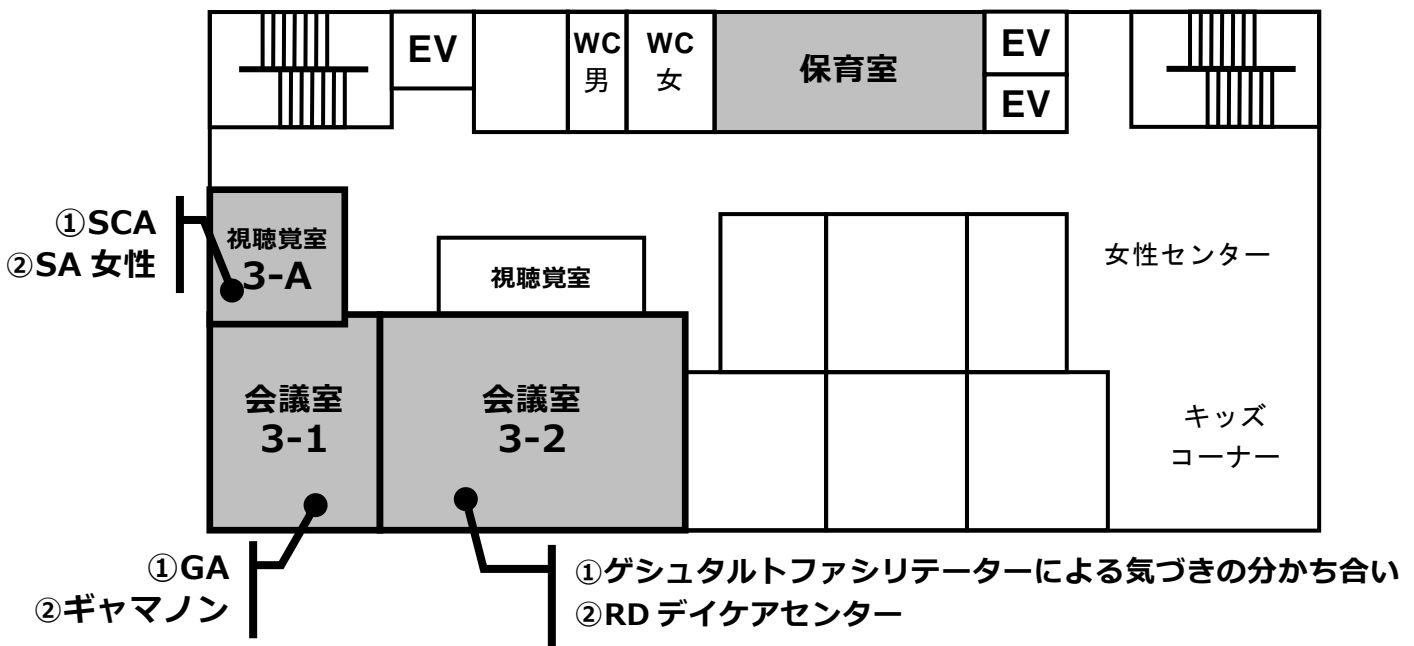 EV
WC
男
WC
女
保育室
EV
EV
①SCA
②SA 女性
視聴覚室
3-A
視聴覚室
女性センター
会議室
3-1
会議室
3-2
キッズ
コーナー
①GA
②ギャマノン
①ゲシュタルトファシリテーターによる気づきの分かち合い
②RD デイケアセンター